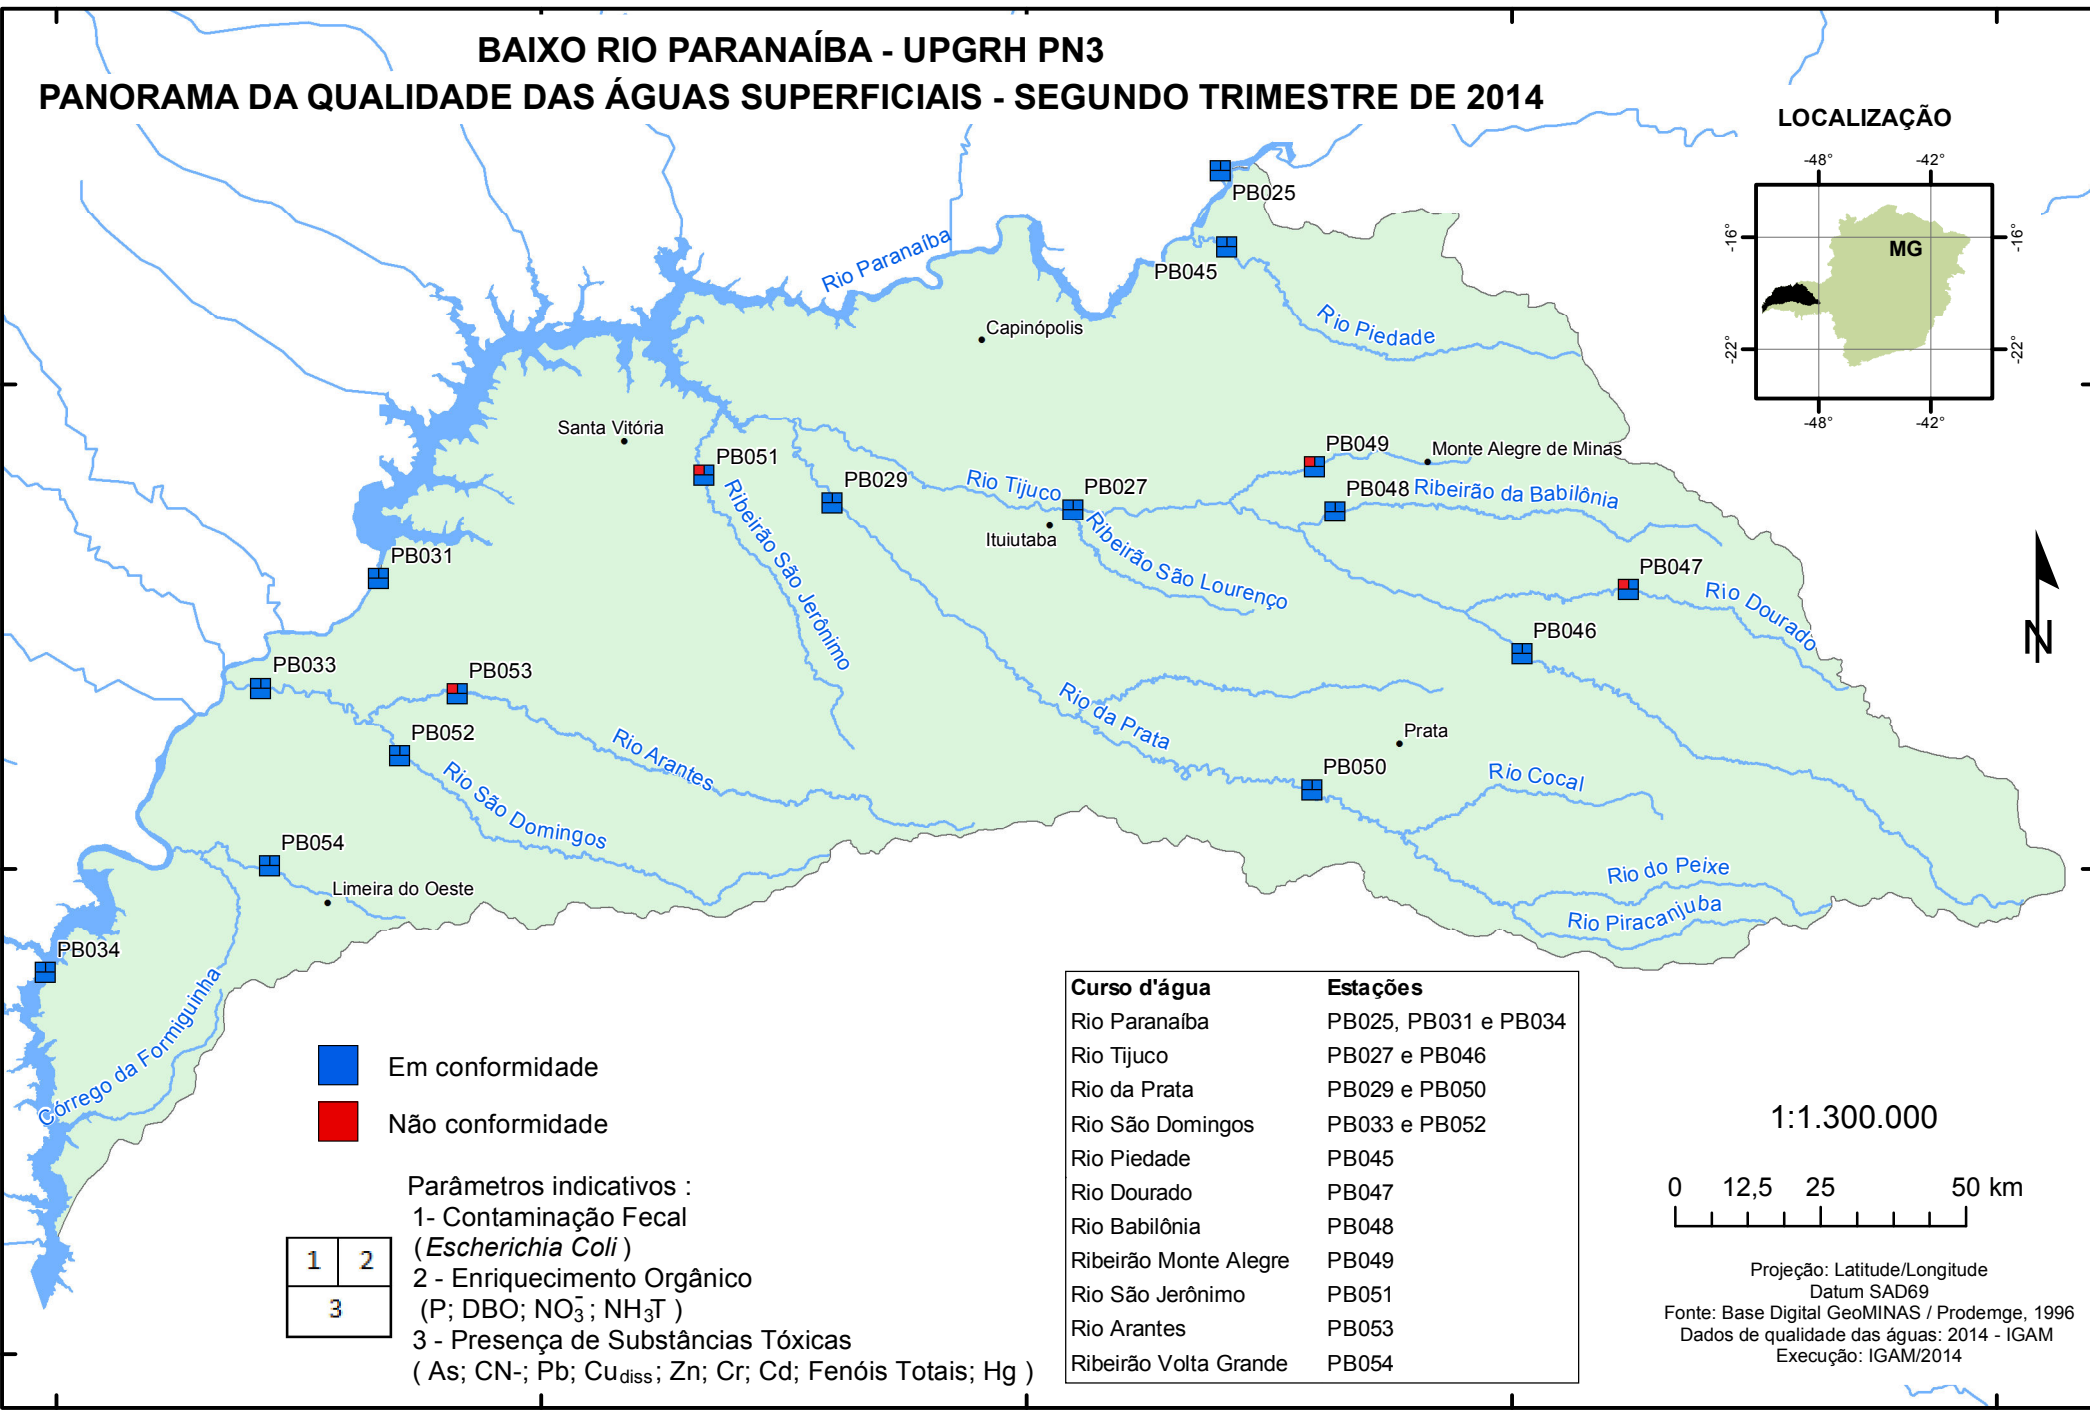 BAIXO RIO PARANAÍBA - UPGRH PN3
PANORAMA DA QUALIDADE DAS ÁGUAS SUPERFICIAIS - SEGUNDO TRIMESTRE DE 2014
LOCALIZAÇÃO
-48°
-42°
-16°
-16°
MG
-22°
-22°
-48°
-42°
PB025
Rio Paranaíba
PB045
Capinópolis
Rio Piedade
Santa Vitória
PB051
PB029
Rio Tijuco
PB027
PB049
Monte Alegre de Minas
PB048
Ribeirão da Babilônia
Ituiutaba
Ribeirão São Jerônimo
Ribeirão São Lourenço
PB031
PB047
Rio Dourado
PB046
N
PB033
PB053
PB052
Rio Arantes
Rio da Prata
Prata
PB050
Rio Cocal
Rio São Domingos
PB054
Limeira do Oeste
Rio do Peixe
Rio Piracanjuba
PB034
Córrego da Formiguinha
Em conformidade
Não conformidade
Parâmetros indicativos :
1- Contaminação Fecal
(Escherichia Coli )
2 - Enriquecimento Orgânico
(P; DBO; NO₃⁻; NH₃T )
3 - Presença de Substâncias Tóxicas
( As; CN-; Pb; Cudiss; Zn; Cr; Cd; Fenóis Totais; Hg )
1 2
3
Curso d'água Estações
Rio Paranaíba PB025, PB031 e PB034
Rio Tijuco PB027 e PB046
Rio da Prata PB029 e PB050
Rio São Domingos PB033 e PB052
Rio Piedade PB045
Rio Dourado PB047
Rio Babilônia PB048
Ribeirão Monte Alegre PB049
Rio São Jerônimo PB051
Rio Arantes PB053
Ribeirão Volta Grande PB054
1:1.300.000
0 12,5 25 50 km
Projeção: Latitude/Longitude
Datum SAD69
Fonte: Base Digital GeoMINAS / Prodemge, 1996
Dados de qualidade das águas: 2014 - IGAM
Execução: IGAM/2014